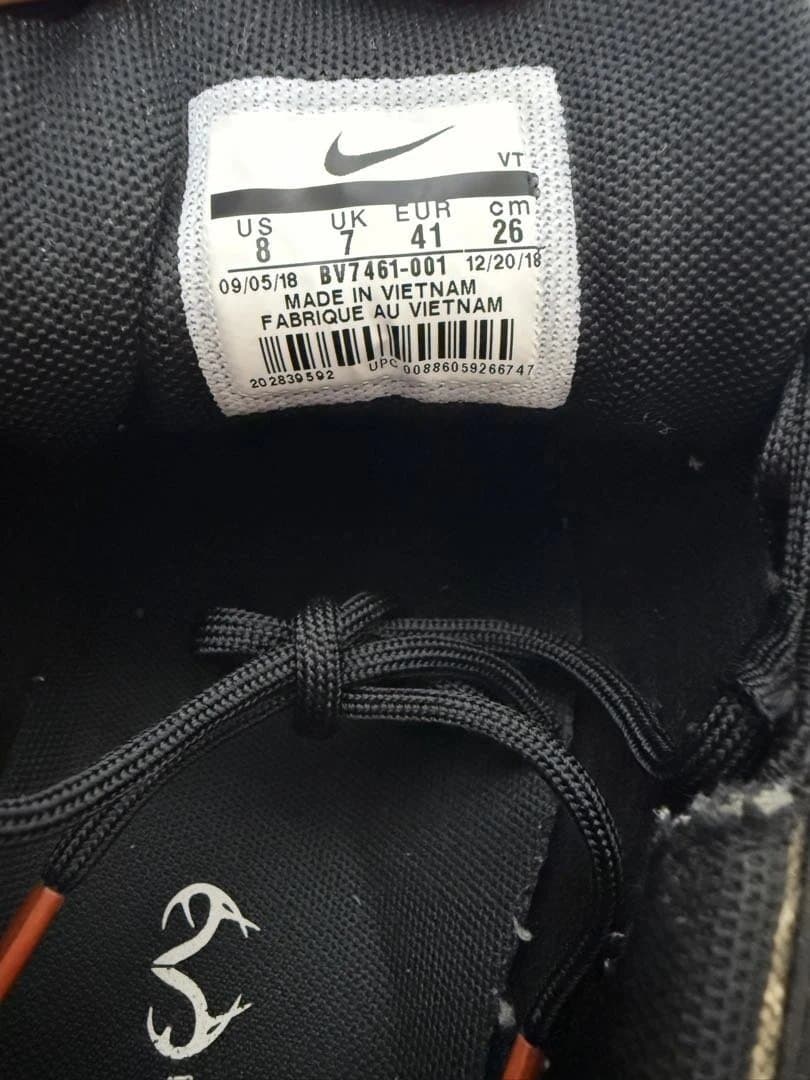 VT
US UK EUR cm
8 7 41 26
09/05/18 BV7461-001 12/20/18
MADE IN VIETNAM
FABRIQUE AU VIETNAM
202839592 UPC 00886059266747